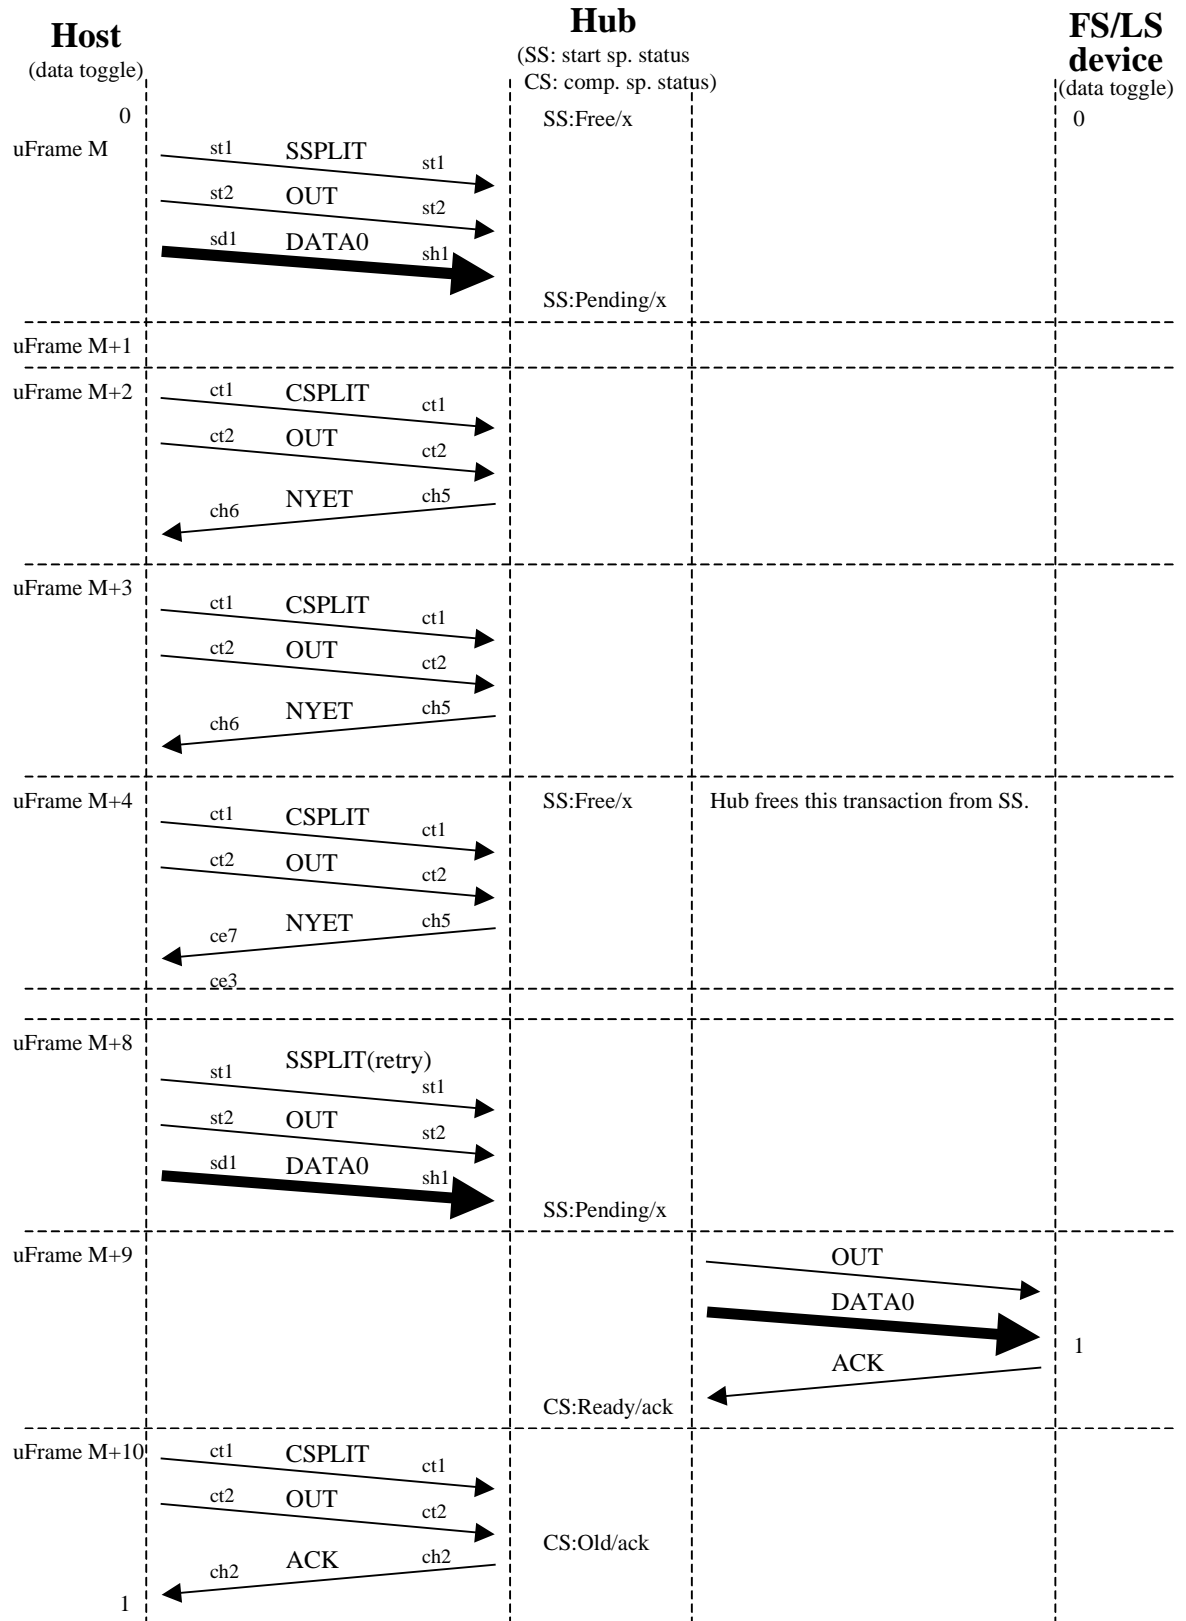 Host
(data toggle)
Hub
(SS: start sp. status
CS: comp. sp. status)
FS/LS
device
(data toggle)
0
SS:Free/x
0
uFrame M
st1 SSPLIT st1
st2 OUT st2
sd1 DATA0 sh1
SS:Pending/x
uFrame M+1
uFrame M+2
ct1 CSPLIT ct1
ct2 OUT ct2
ch6 NYET ch5
uFrame M+3
ct1 CSPLIT ct1
ct2 OUT ct2
ch6 NYET ch5
uFrame M+4
SS:Free/x
Hub frees this transaction from SS.
ct1 CSPLIT ct1
ct2 OUT ct2
ce7 NYET ch5
ce3
uFrame M+8
SSPLIT(retry)
st1 st1
st2 OUT st2
sd1 DATA0 sh1
SS:Pending/x
uFrame M+9
OUT
DATA0
1
ACK
CS:Ready/ack
uFrame M+10
ct1 CSPLIT ct1
ct2 OUT ct2
CS:Old/ack
ch2 ACK ch2
1